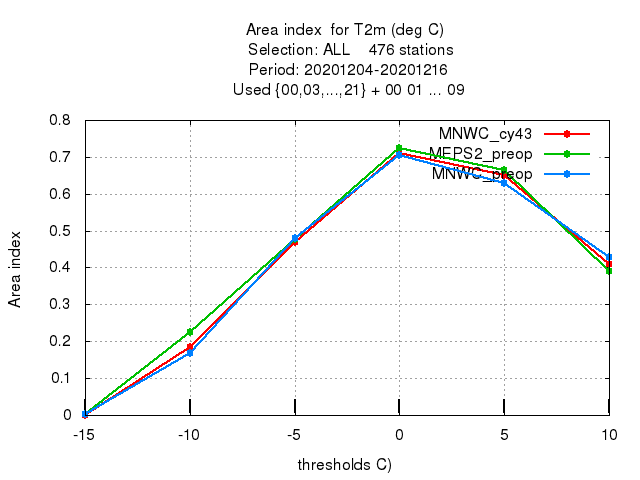 Area index  for T2m (deg C)
Selection: ALL    476 stations
Period: 20201204-20201216
Used {00,03,...,21} + 00 01 ... 09
0.8
0.7
0.6
0.5
0.4
0.3
0.2
0.1
0
Area index
MNWC_cy43
MEPS2_preop
MNWC_preop
-15
-10
-5
0
5
10
thresholds C)